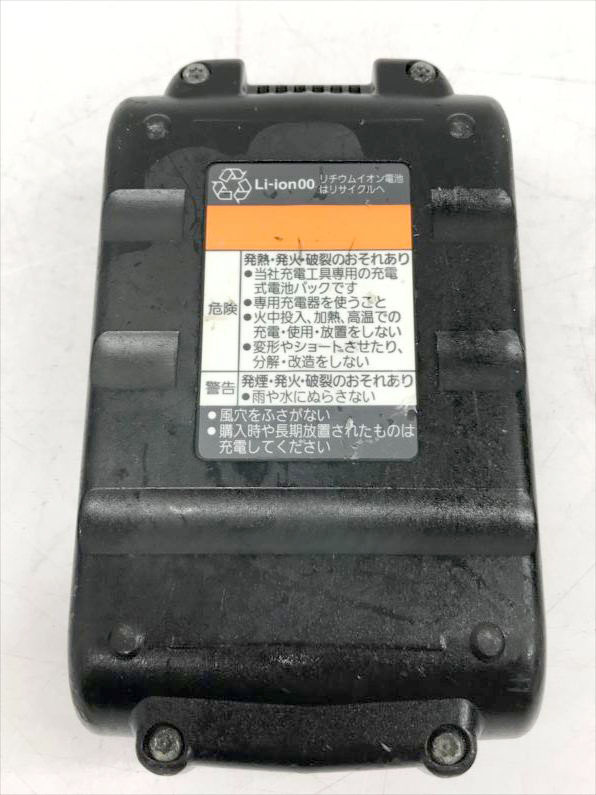 Li-ion00 リチウムイオン電池
はリサイクルへ
発熱・発火・破裂のおそれあり
危険
●当社充電工具専用の充電
式電池パックです
●専用充電器を使うこと
●火中投入、加熱、高温での
充電・使用・放置をしない
●変形やショートさせたり、
分解・改造をしない
警告
発煙・発火・破裂のおそれあり
●雨や水にぬらさない
●風穴をふさがない
●購入時や長期放置されたものは
充電してください